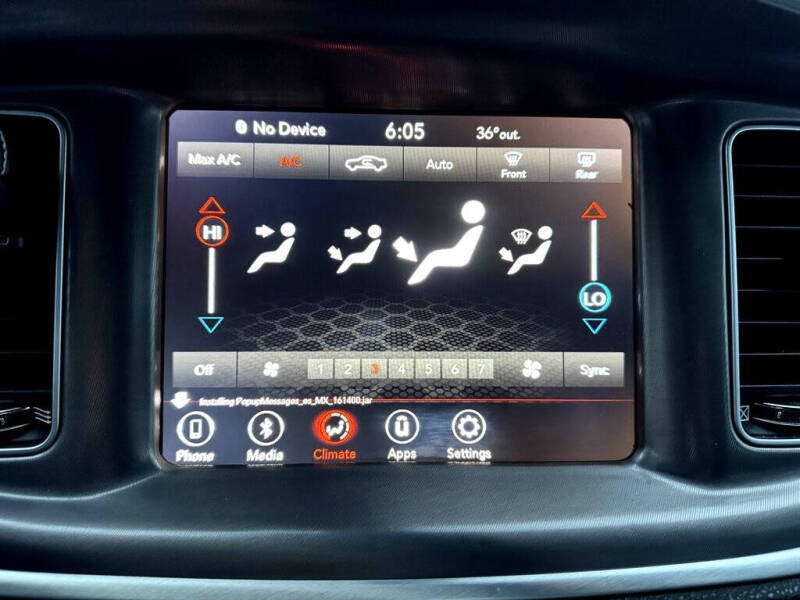 No Device 6:05 36° out.
Max A/C A/C Auto Front Rear
HI
LO
Off 1 2 3 4 5 6 7 Sync
Installing PopupMessages_es_MX_161400.jar
Phone Media Climate Apps Settings